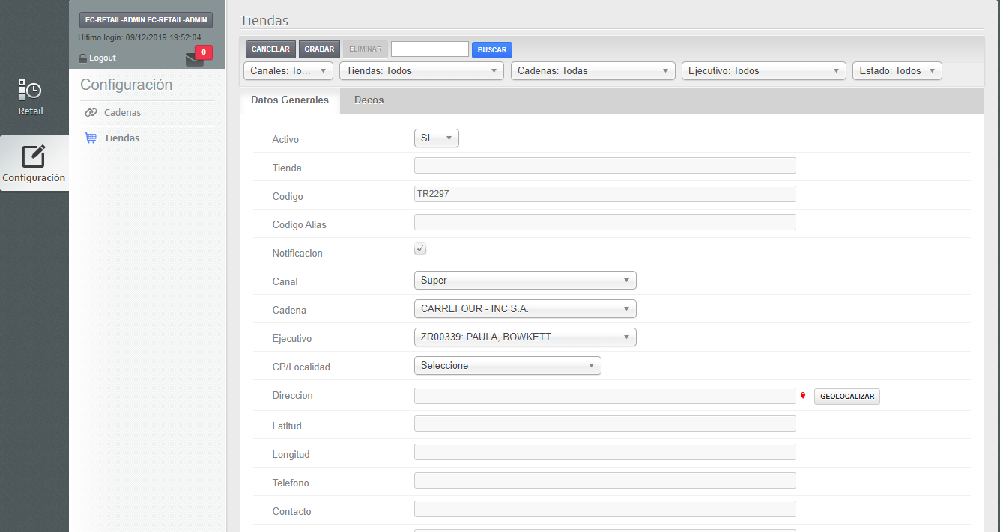 EC-RETAIL-ADMIN EC-RETAIL-ADMIN
Ultimo login: 09/12/2019 19:52:04
Logout
0
Retail
Configuración
Configuración
Cadenas
Tiendas
Tiendas
CANCELAR GRABAR ELIMINAR BUSCAR
Canales: To... Tiendas: Todos Cadenas: Todas Ejecutivo: Todos Estado: Todos
Datos Generales Decos
Activo SI
Tienda
Codigo TR2297
Codigo Alias
Notificacion
Canal Super
Cadena CARREFOUR - INC S.A.
Ejecutivo ZR00339: PAULA, BOWKETT
CP/Localidad Seleccione
Direccion GEOLOCALIZAR
Latitud
Longitud
Telefono
Contacto